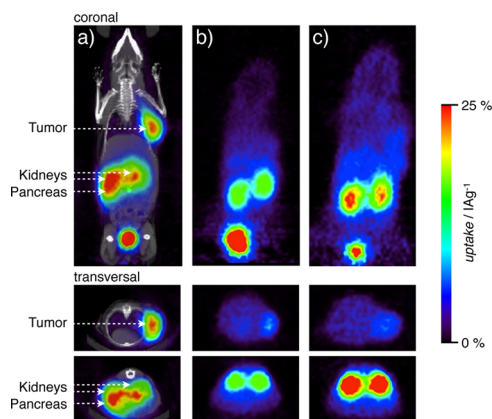 coronal
a) b) c)
Tumor
Kidneys
Pancreas
25 %
uptake / IAg-1
0 %
transversal
Tumor
Kidneys
Pancreas